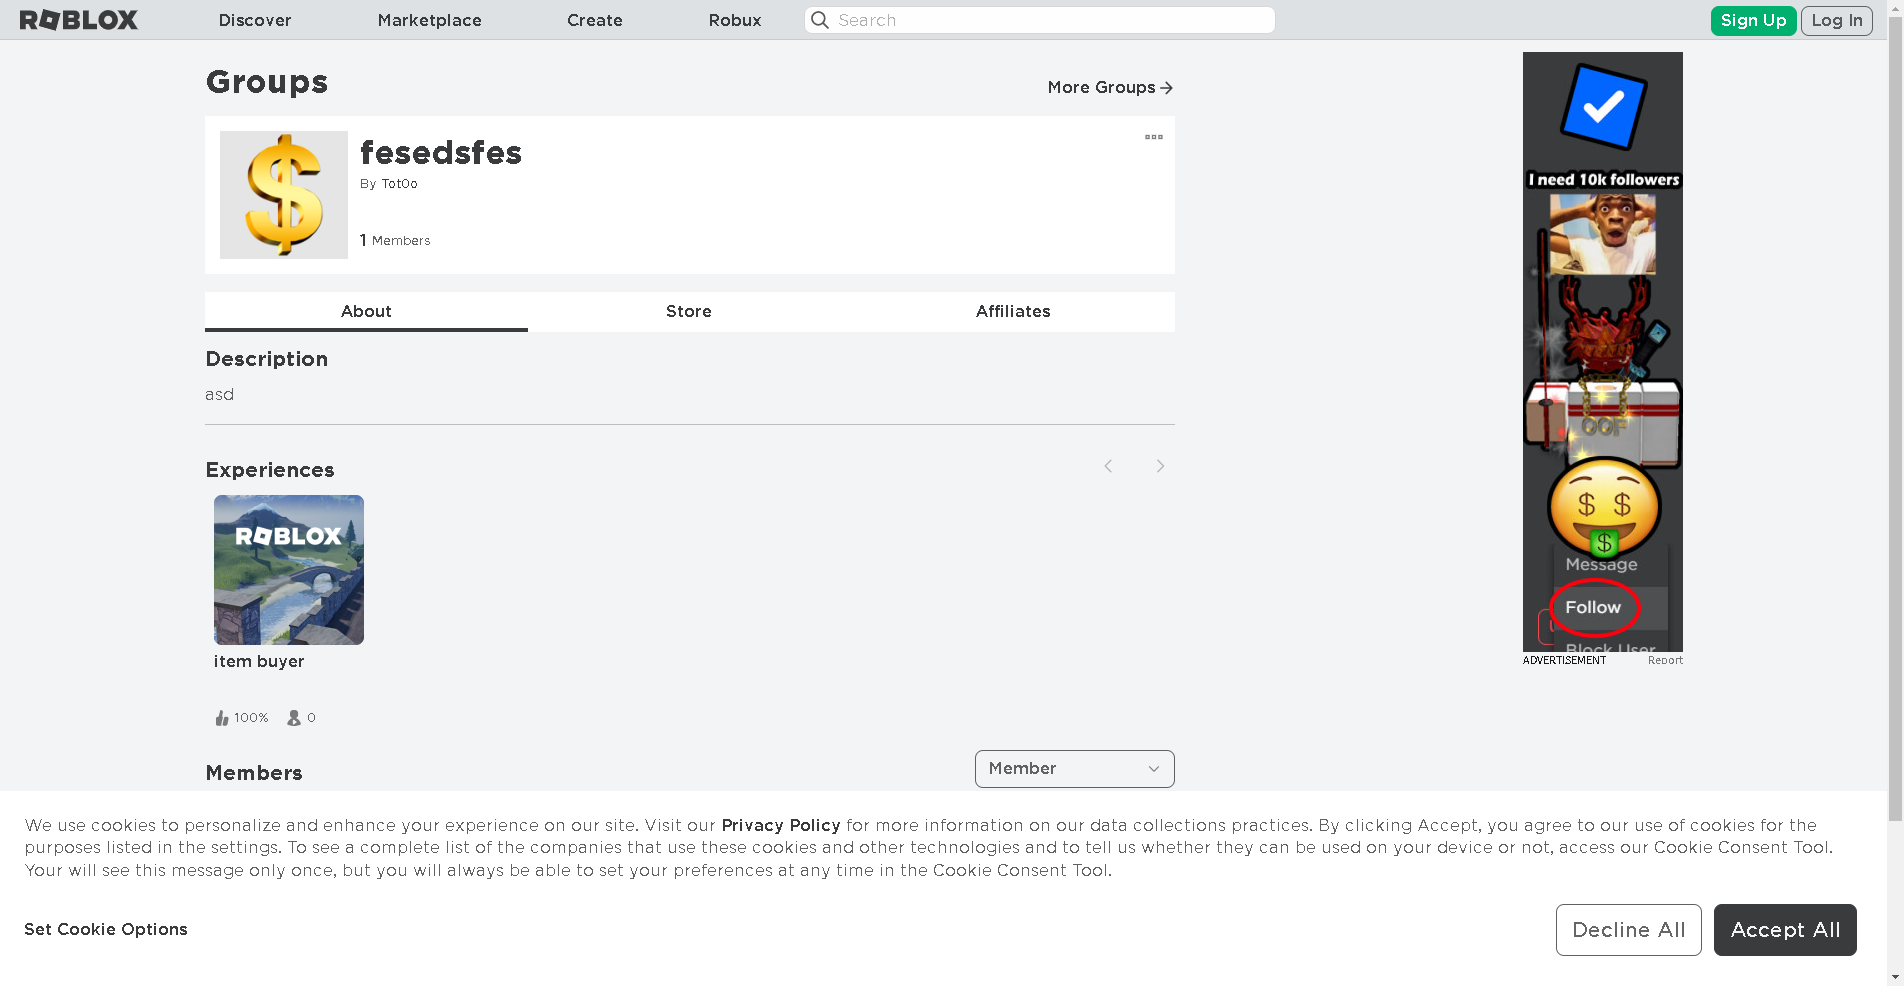 ROBLOX
Discover
Marketplace
Create
Robux
Search
Sign Up
Log In
Groups
More Groups
fesedsfes
By Tot0o
1 Members
About
Store
Affiliates
Description
asd
Experiences
ROBLOX
item buyer
100%
0
Members
Member
I need 10k followers
OOF
Message
Follow
Block User
ADVERTISEMENT
Report
We use cookies to personalize and enhance your experience on our site. Visit our Privacy Policy for more information on our data collections practices. By clicking Accept, you agree to our use of cookies for the
purposes listed in the settings. To see a complete list of the companies that use these cookies and other technologies and to tell us whether they can be used on your device or not, access our Cookie Consent Tool.
Your will see this message only once, but you will always be able to set your preferences at any time in the Cookie Consent Tool.
Set Cookie Options
Decline All
Accept All